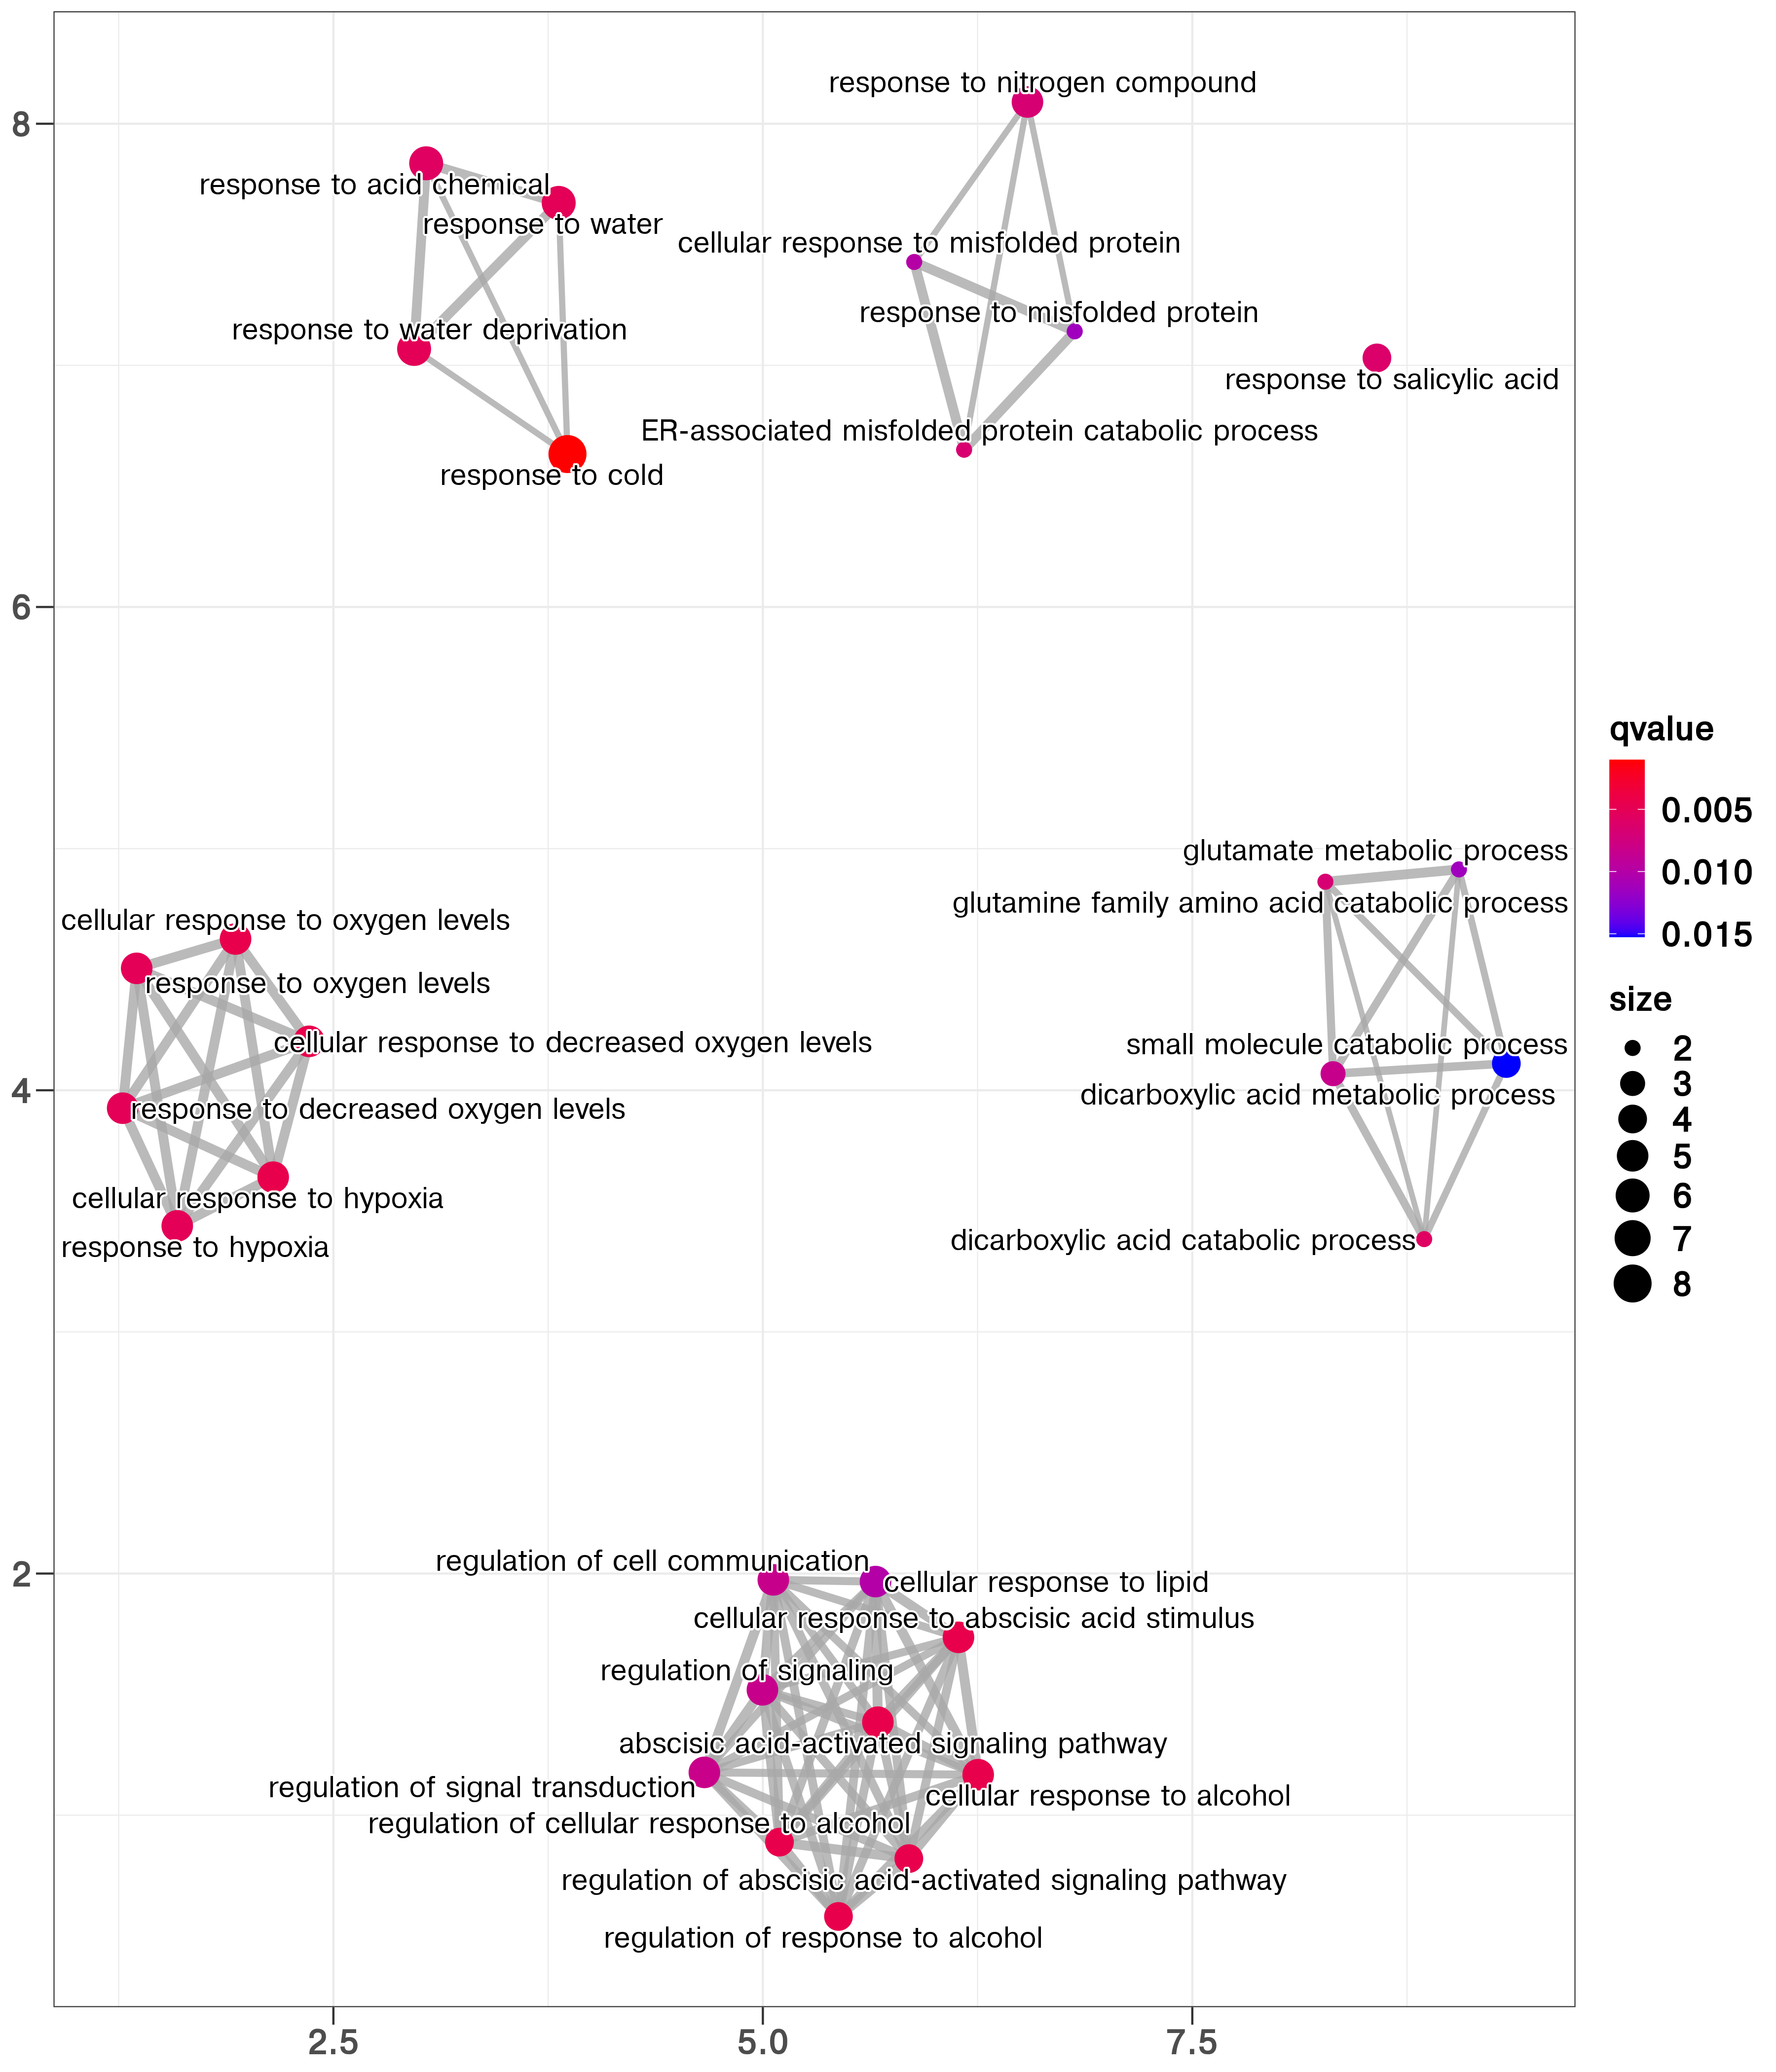 response to nitrogen compound
8
response to acid chemical
response to water
cellular response to misfolded protein
response to misfolded protein
response to water deprivation
response to salicylic acid
ER-associated misfolded protein catabolic process
response to cold
6
qvalue
0.005
0.010
0.015
glutamate metabolic process
glutamine family amino acid catabolic process
cellular response to oxygen levels
response to oxygen levels
size
2
3
4
5
6
7
8
cellular response to decreased oxygen levels
small molecule catabolic process
4
dicarboxylic acid metabolic process
response to decreased oxygen levels
cellular response to hypoxia
response to hypoxia
dicarboxylic acid catabolic process
2
regulation of cell communication
cellular response to lipid
cellular response to abscisic acid stimulus
regulation of signaling
abscisic acid-activated signaling pathway
regulation of signal transduction
cellular response to alcohol
regulation of cellular response to alcohol
regulation of abscisic acid-activated signaling pathway
regulation of response to alcohol
2.5
5.0
7.5